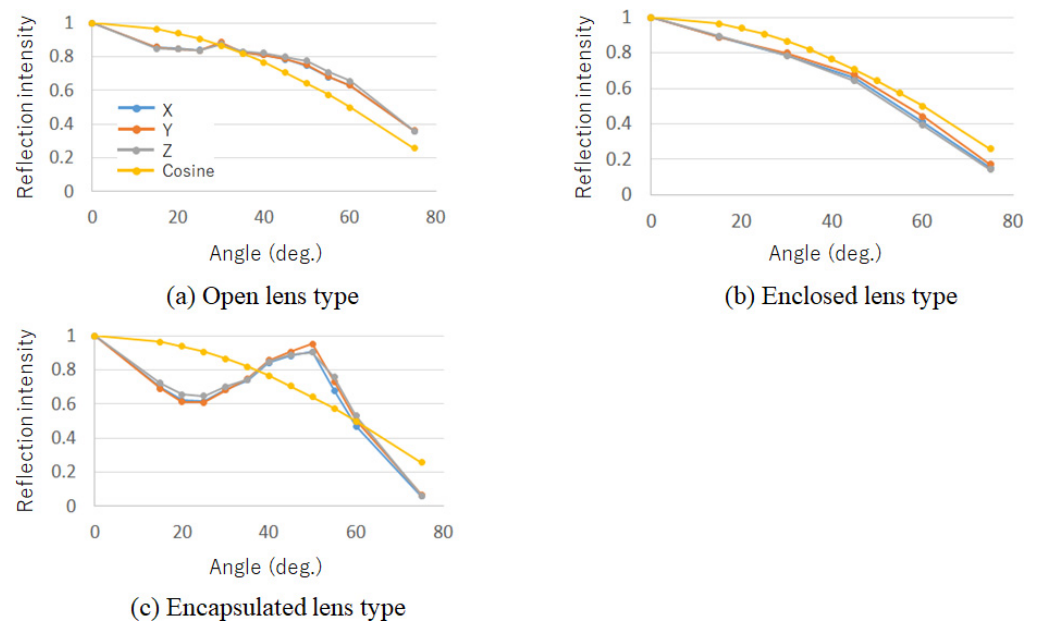 Reflection intensity
1
0.8
0.6
0.4
0.2
0
X
Y
Z
Cosine
0 20 40 60 80
Angle (deg.)
(a) Open lens type
Reflection intensity
1
0.8
0.6
0.4
0.2
0
0 20 40 60 80
Angle (deg.)
(b) Enclosed lens type
Reflection intensity
1
0.8
0.6
0.4
0.2
0
0 20 40 60 80
Angle (deg.)
(c) Encapsulated lens type